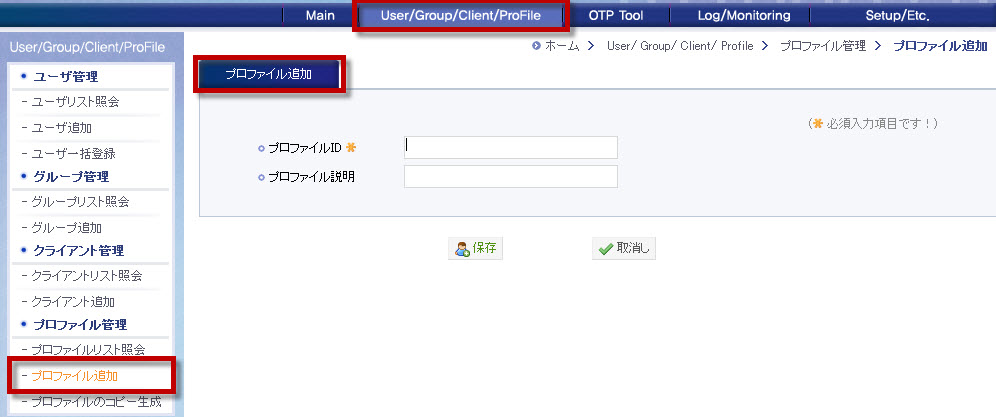 Main User/Group/Client/ProFile OTP Tool Log/Monitoring Setup/Etc.
User/Group/Client/ProFile
ホーム > User/ Group/ Client/ Profile > プロファイル管理 > プロファイル追加
ユーザ管理
- ユーザリスト照会
- ユーザ追加
- ユーザ一括登録
グループ管理
- グループリスト照会
- グループ追加
クライアント管理
- クライアントリスト照会
- クライアント追加
プロファイル管理
- プロファイルリスト照会
- プロファイル追加
- プロファイルのコピー生成
プロファイル追加
(* 必須入力項目です!)
プロファイルID *
プロファイル説明
保存 取消し